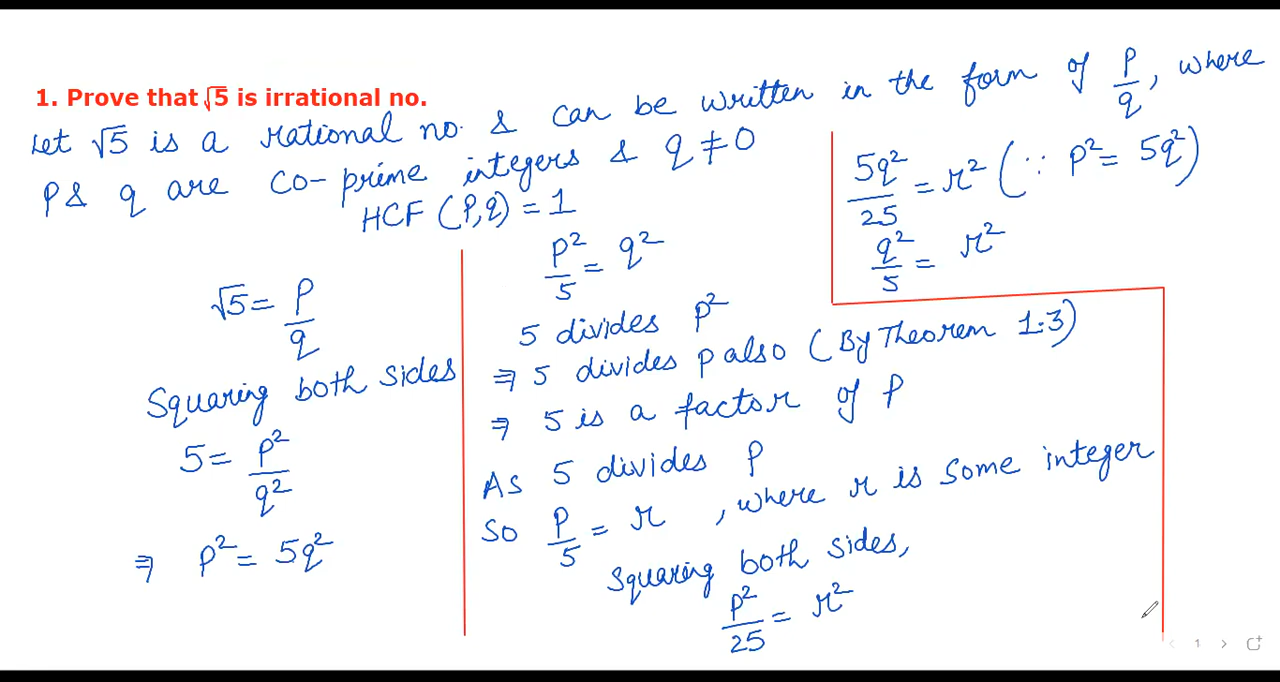 1. Prove that √5 is irrational no.
Let √5 is a rational no. & can be written in the form of P/q, where
P & q are co-prime integers & q ≠ 0
HCF (P,q) = 1
√5 = P/q
Squaring both sides
5 = P²/q²
⇒ P² = 5q²
P²/5 = q²
5 divides P²
⇒ 5 divides P also (By Theorem 1.3)
⇒ 5 is a factor of P
As 5 divides P
So P/5 = r , where r is some integer
Squaring both sides,
P²/25 = r²
5q²/25 = r² (∵ P² = 5q²)
q²/5 = r²
1